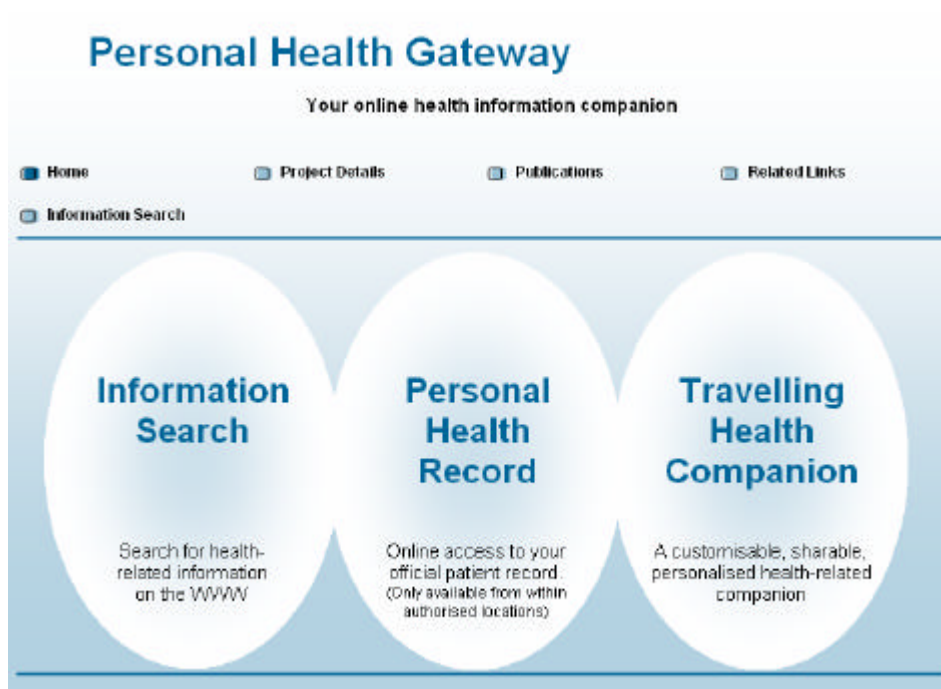 Personal Health Gateway
Your online health information companion
Home Project Details Publications Related Links
Information Search
Information
Search
Search for health-
related information
on the WWW
Personal
Health
Record
Online access to your
official patient record.
(Only available from within
authorised locations)
Travelling
Health
Companion
A customisable, sharable,
personalised health-related
companion